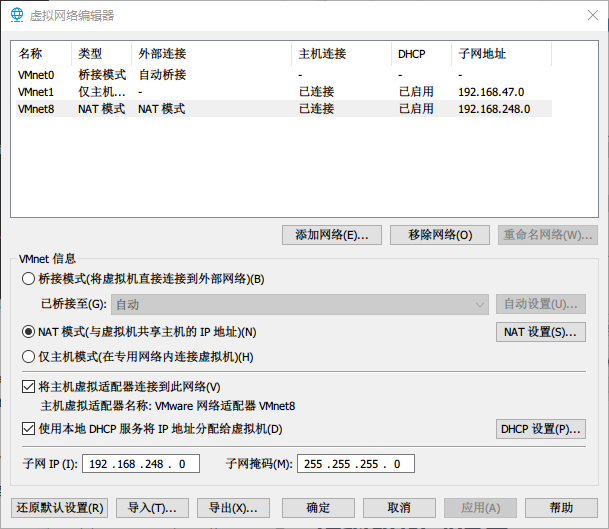 虚拟网络编辑器
名称 类型 外部连接 主机连接 DHCP 子网地址
VMnet0 桥接模式 自动桥接 - - -
VMnet1 仅主机... - 已连接 已启用 192.168.47.0
VMnet8 NAT 模式 NAT 模式 已连接 已启用 192.168.248.0
添加网络(E)... 移除网络(O) 重命名网络(W)...
VMnet 信息
桥接模式(将虚拟机直接连接到外部网络)(B)
已桥接至(G): 自动 自动设置(U)...
NAT 模式(与虚拟机共享主机的 IP 地址)(N) NAT 设置(S)...
仅主机模式(在专用网络内连接虚拟机)(H)
将主机虚拟适配器连接到此网络(V)
主机虚拟适配器名称: VMware 网络适配器 VMnet8
使用本地 DHCP 服务将 IP 地址分配给虚拟机(D) DHCP 设置(P)...
子网 IP (I): 192 .168 .248 . 0 子网掩码(M): 255 .255 .255 . 0
还原默认设置(R) 导入(T)... 导出(X)... 确定 取消 应用(A) 帮助